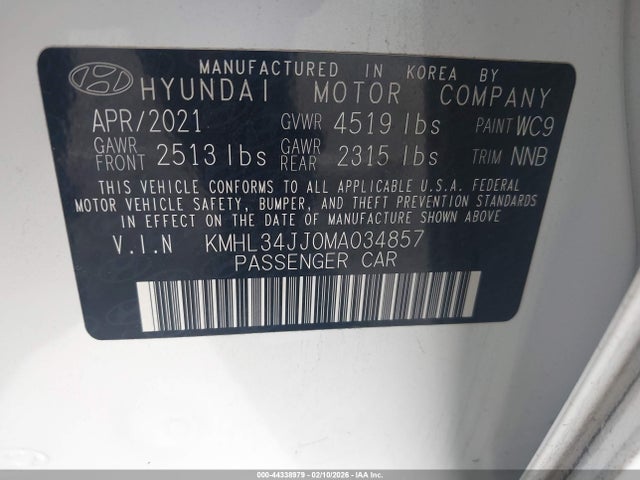 MANUFACTURED IN KOREA BY
HYUNDAI MOTOR COMPANY
APR/2021 GVWR 4519 lbs PAINT WC9
GAWR FRONT 2513 lbs GAWR REAR 2315 lbs TRIM NNB
THIS VEHICLE CONFORMS TO ALL APPLICABLE U.S.A. FEDERAL
MOTOR VEHICLE SAFETY, BUMPER, AND THEFT PREVENTION STANDARDS
IN EFFECT ON THE DATE OF MANUFACTURE SHOWN ABOVE
V.I.N KMHL34JJ0MA034857
PASSENGER CAR
000-44338979 - 02/10/2026 - IAA Inc.